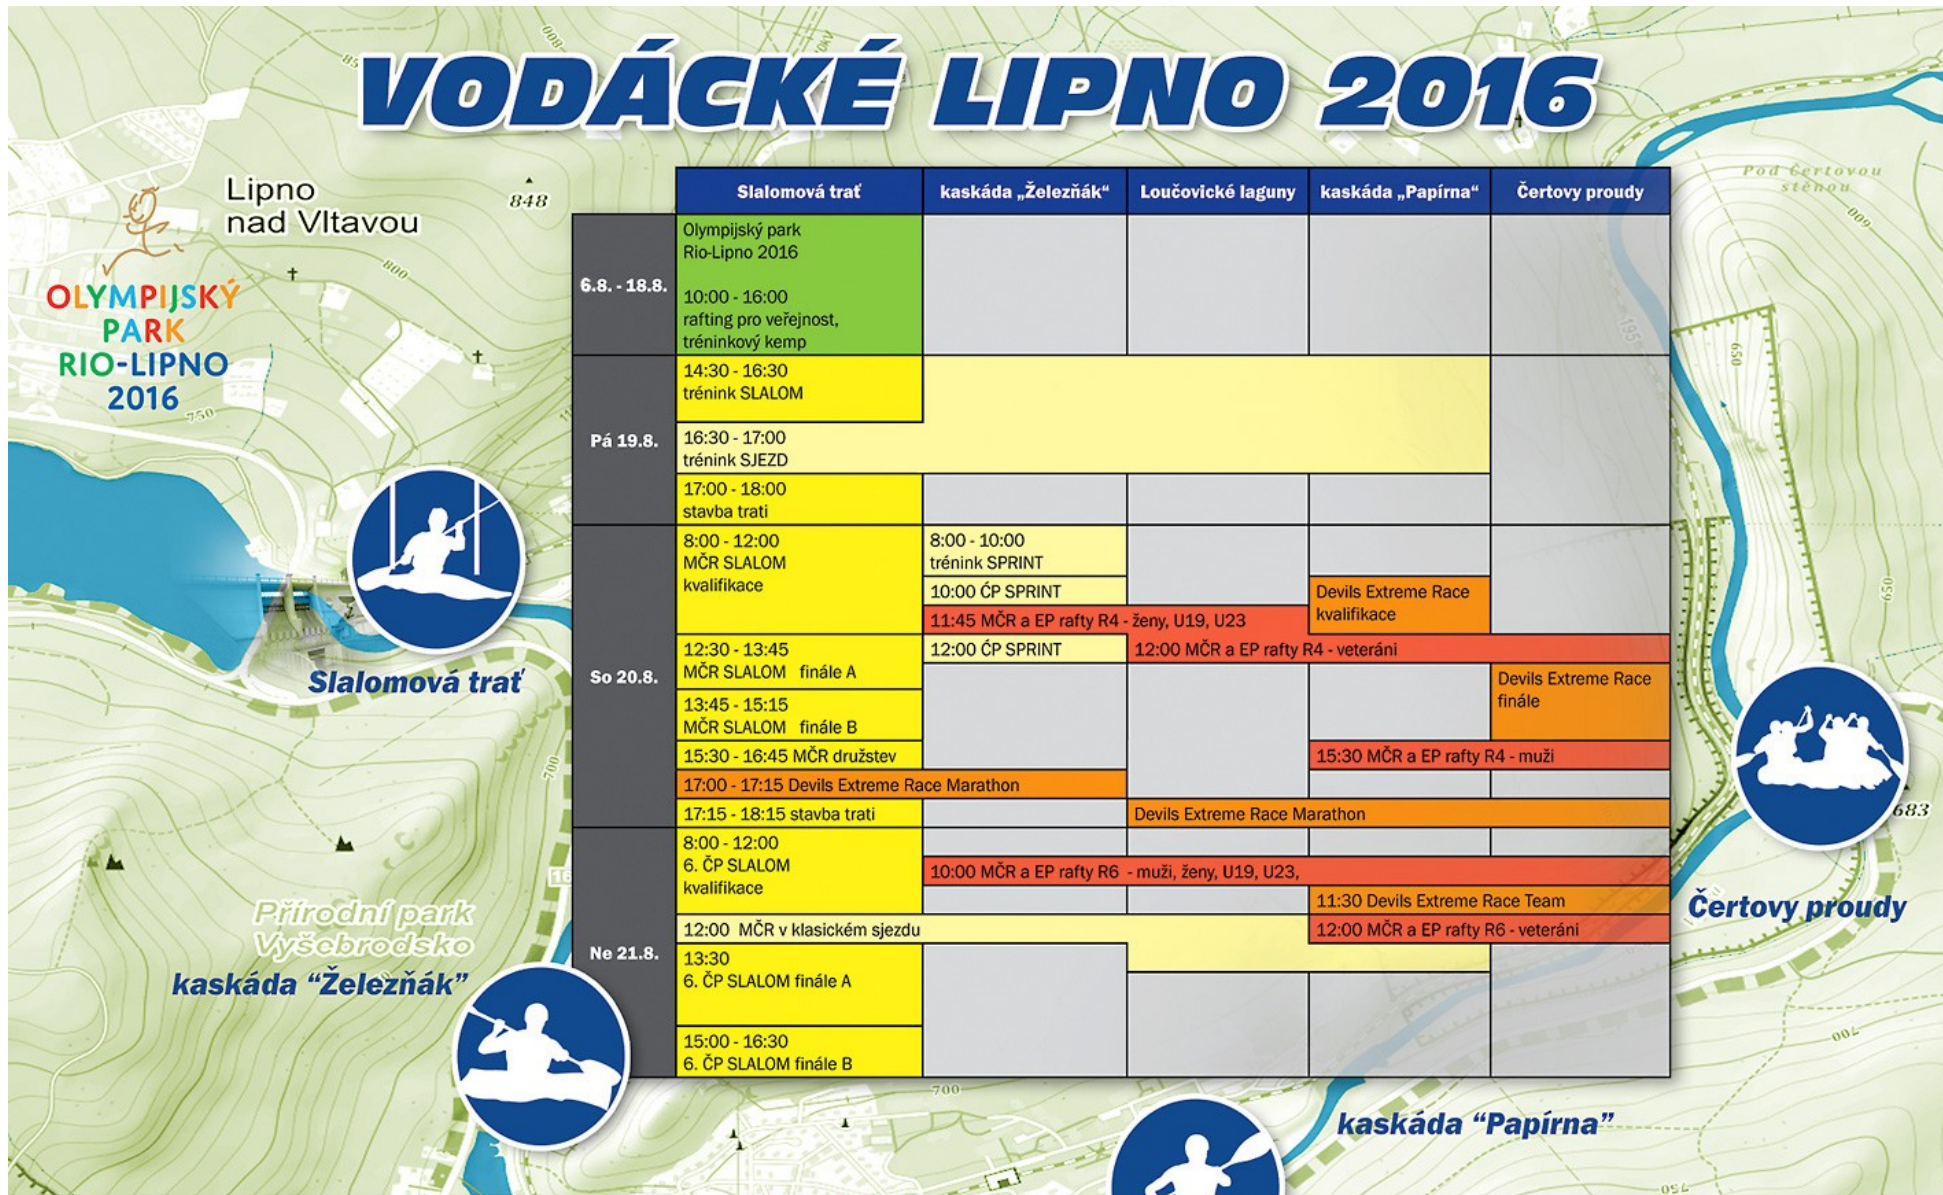 VODÁCKÉ LIPNO 2016
Lipno
nad Vltavou
848
800
Pod Čertovou
stěnou
OLYMPIJSKÝ
PARK
RIO-LIPNO
2016
750
Slalomová trať
kaskáda „Železňák“
Loučovické laguny
kaskáda „Papírna“
Čertovy proudy
6.8. - 18.8.
Olympijský park
Rio-Lipno 2016
10:00 - 16:00
rafting pro veřejnost,
tréninkový kemp
Pá 19.8.
14:30 - 16:30
trénink SLALOM
16:30 - 17:00
trénink SJEZD
17:00 - 18:00
stavba trati
So 20.8.
8:00 - 12:00
MČR SLALOM
kvalifikace
8:00 - 10:00
trénink SPRINT
10:00 ĆP SPRINT
Devils Extreme Race
kvalifikace
11:45 MČR a EP rafty R4 - ženy, U19, U23
12:30 - 13:45
MČR SLALOM finále A
12:00 ĆP SPRINT
12:00 MČR a EP rafty R4 - veteráni
Devils Extreme Race
finále
13:45 - 15:15
MČR SLALOM finále B
15:30 - 16:45 MČR družstev
15:30 MČR a EP rafty R4 - muži
17:00 - 17:15 Devils Extreme Race Marathon
17:15 - 18:15 stavba trati
Devils Extreme Race Marathon
Ne 21.8.
8:00 - 12:00
6. ČP SLALOM
kvalifikace
10:00 MČR a EP rafty R6 - muži, ženy, U19, U23,
11:30 Devils Extreme Race Team
12:00 MČR v klasickém sjezdu
12:00 MČR a EP rafty R6 - veteráni
13:30
6. ČP SLALOM finále A
15:00 - 16:30
6. ČP SLALOM finále B
Slalomová trať
700
650
659
683
Přírodní park
Vyšebrodsko
kaskáda “Železňák”
Čertovy proudy
700
700
kaskáda “Papírna”